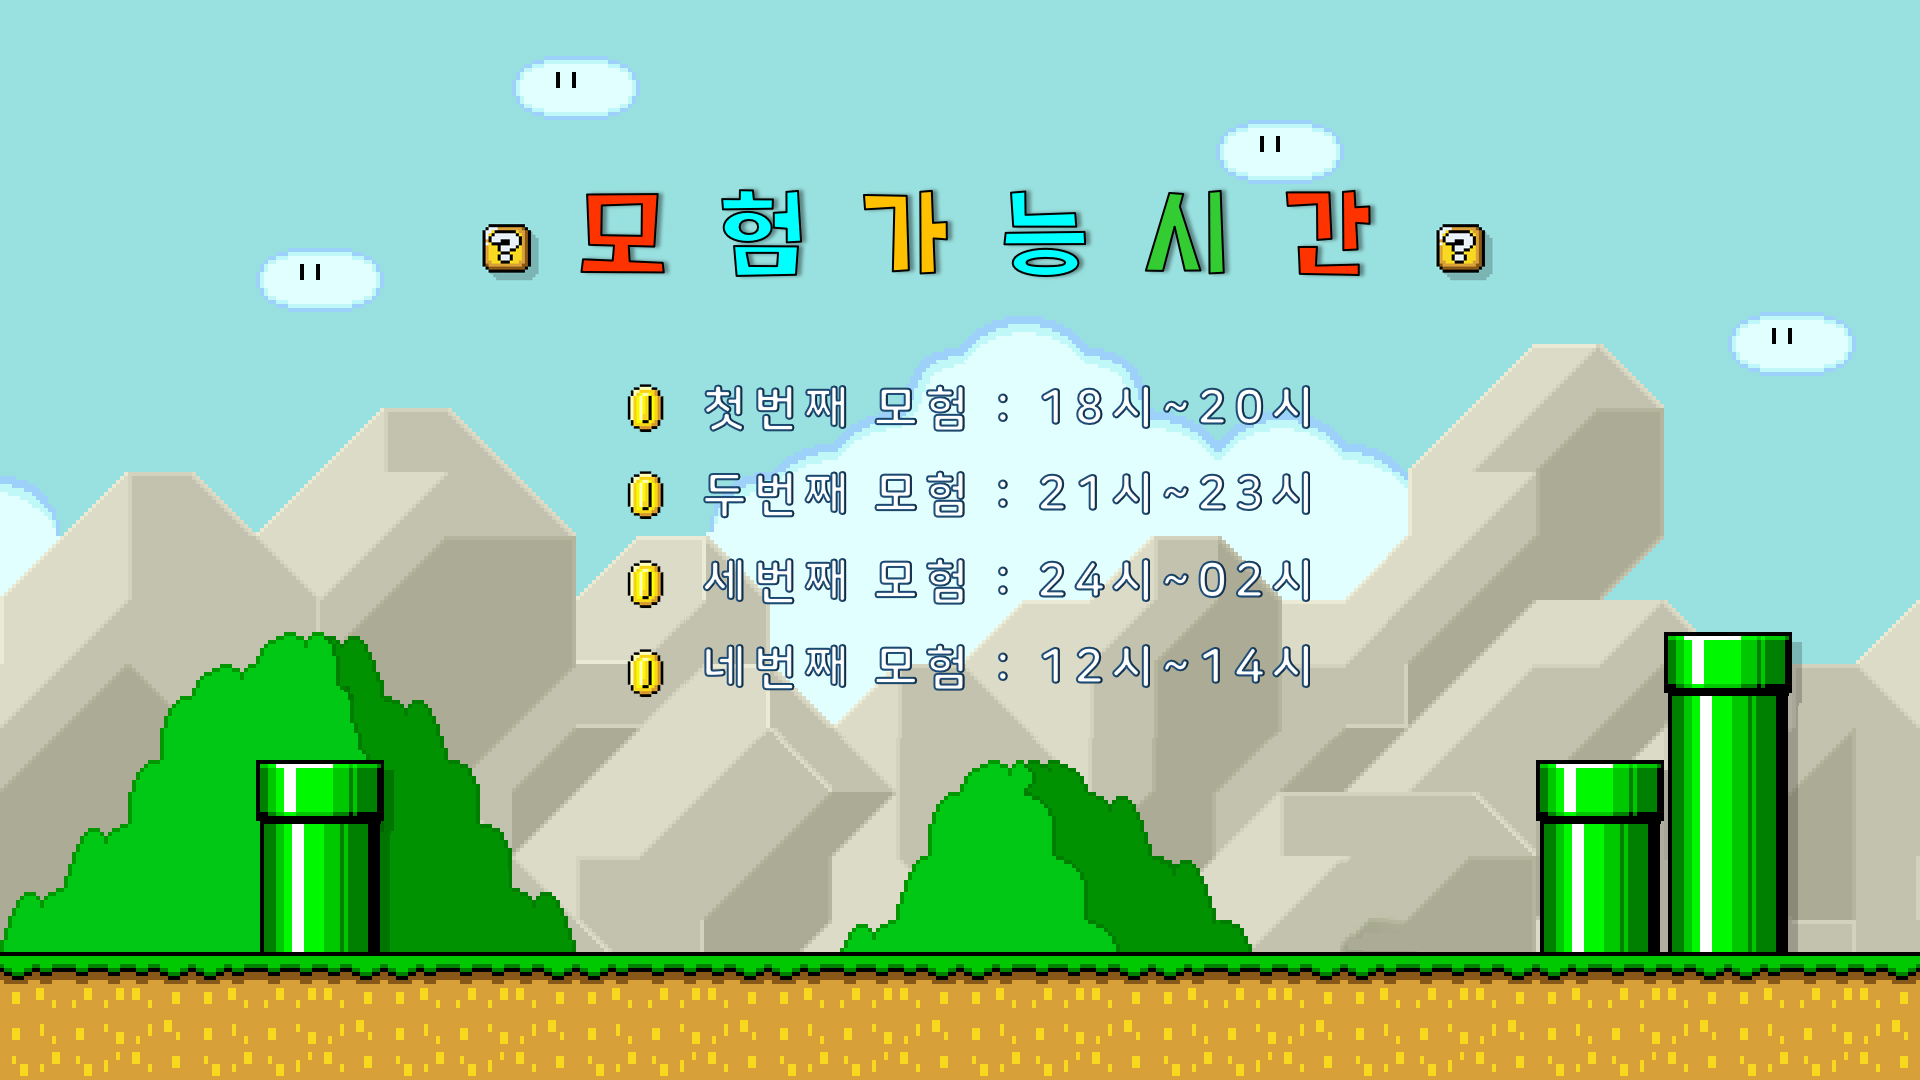 ? 모험가능시간 ?
첫번째 모험 : 18시~20시
두번째 모험 : 21시~23시
세번째 모험 : 24시~02시
네번째 모험 : 12시~14시